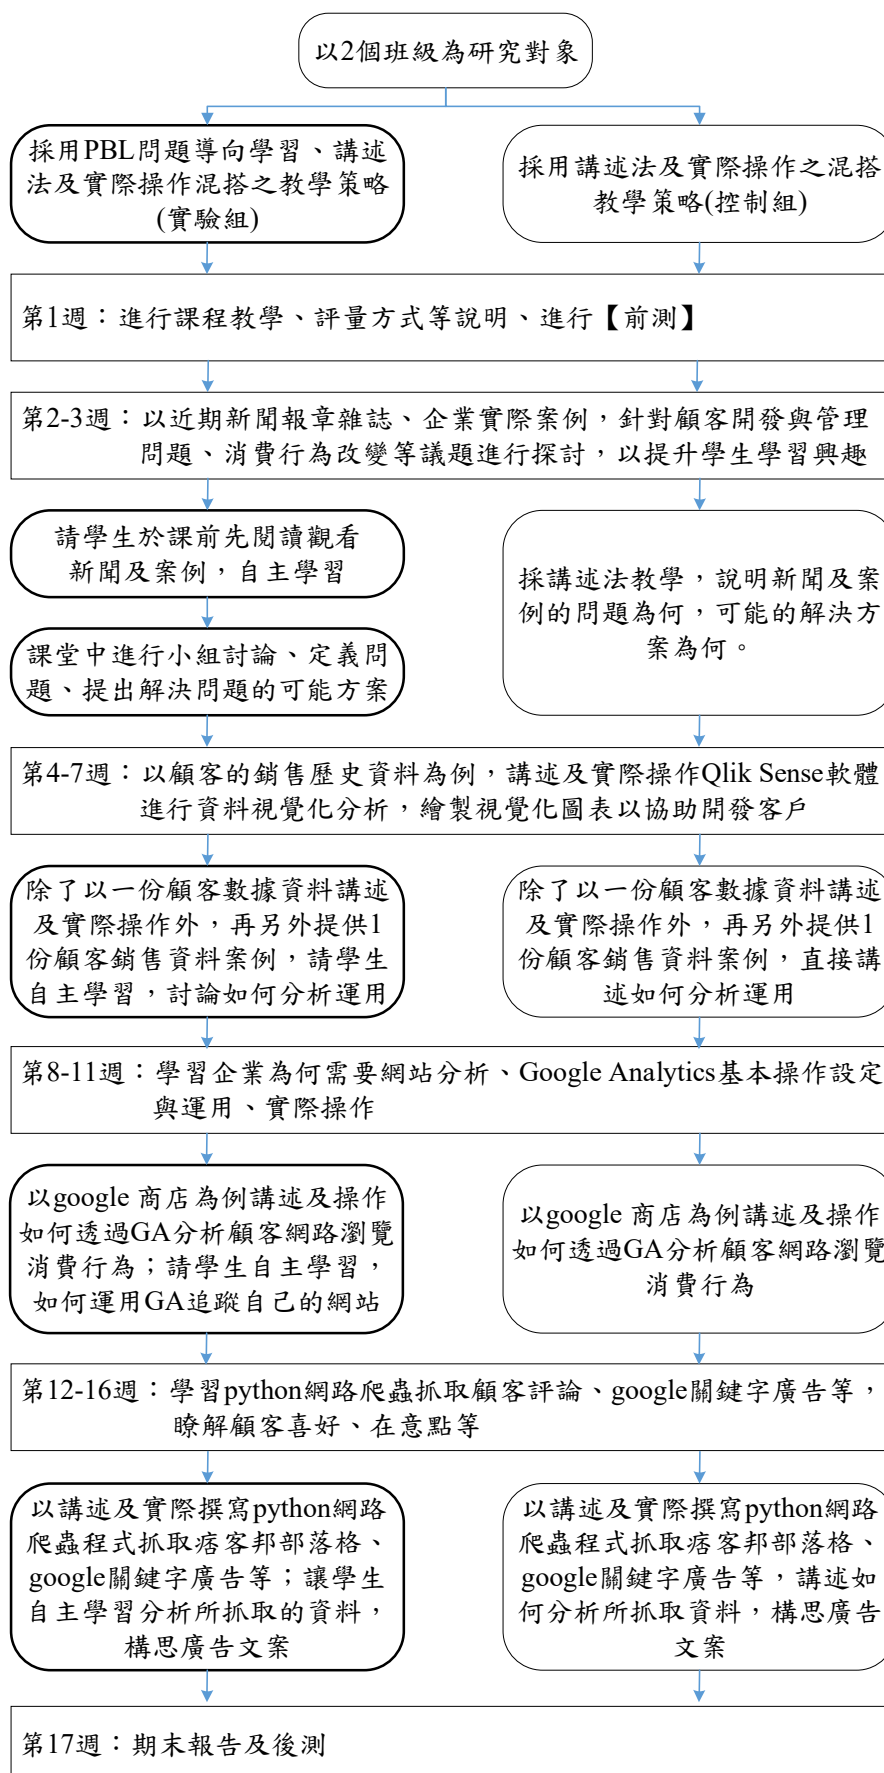 以2個班級為研究對象
採用PBL問題導向學習、講述
法及實際操作混搭之教學策略
(實驗組)
採用講述法及實際操作之混搭
教學策略(控制組)
第1週：進行課程教學、評量方式等說明、進行【前測】
第2-3週：以近期新聞報章雜誌、企業實際案例，針對顧客開發與管理
問題、消費行為改變等議題進行探討，以提升學生學習興趣
請學生於課前先閱讀觀看
新聞及案例，自主學習
課堂中進行小組討論、定義問
題、提出解決問題的可能方案
採講述法教學，說明新聞及案
例的問題為何，可能的解決方
案為何。
第4-7週：以顧客的銷售歷史資料為例，講述及實際操作Qlik Sense軟體
進行資料視覺化分析，繪製視覺化圖表以協助開發客戶
除了以一份顧客數據資料講述
及實際操作外，再另外提供1
份顧客銷售資料案例，請學生
自主學習，討論如何分析運用
除了以一份顧客數據資料講述
及實際操作外，再另外提供1
份顧客銷售資料案例，直接講
述如何分析運用
第8-11週：學習企業為何需要網站分析、Google Analytics基本操作設定
與運用、實際操作
以google 商店為例講述及操作
如何透過GA分析顧客網路瀏覽
消費行為；請學生自主學習，
如何運用GA追蹤自己的網站
以google 商店為例講述及操作
如何透過GA分析顧客網路瀏覽
消費行為
第12-16週：學習python網路爬蟲抓取顧客評論、google關鍵字廣告等，
瞭解顧客喜好、在意點等
以講述及實際撰寫python網路
爬蟲程式抓取痞客邦部落格、
google關鍵字廣告等；讓學生
自主學習分析所抓取的資料，
構思廣告文案
以講述及實際撰寫python網路
爬蟲程式抓取痞客邦部落格、
google關鍵字廣告等，講述如
何分析所抓取資料，構思廣告
文案
第17週：期末報告及後測